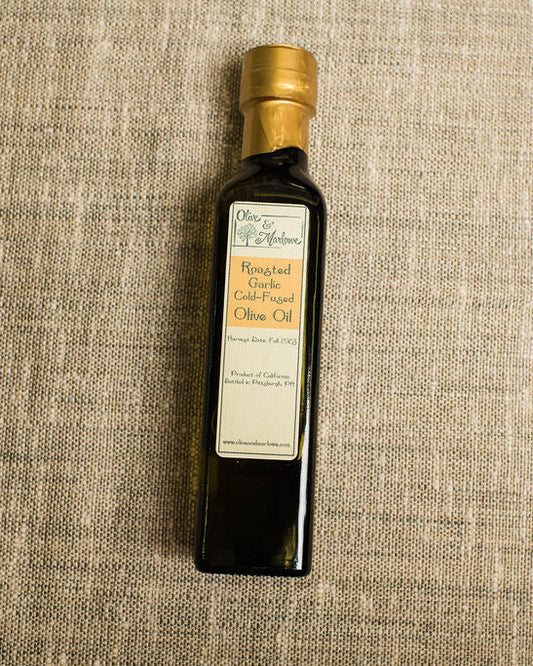 Olive
&
Marlowe
Roasted
Garlic
Cold-Fused
Olive Oil
Harvest Date: Fall 2023
Product of California
Bottled in Pittsburgh, PA
www.oliveandmarlowe.com